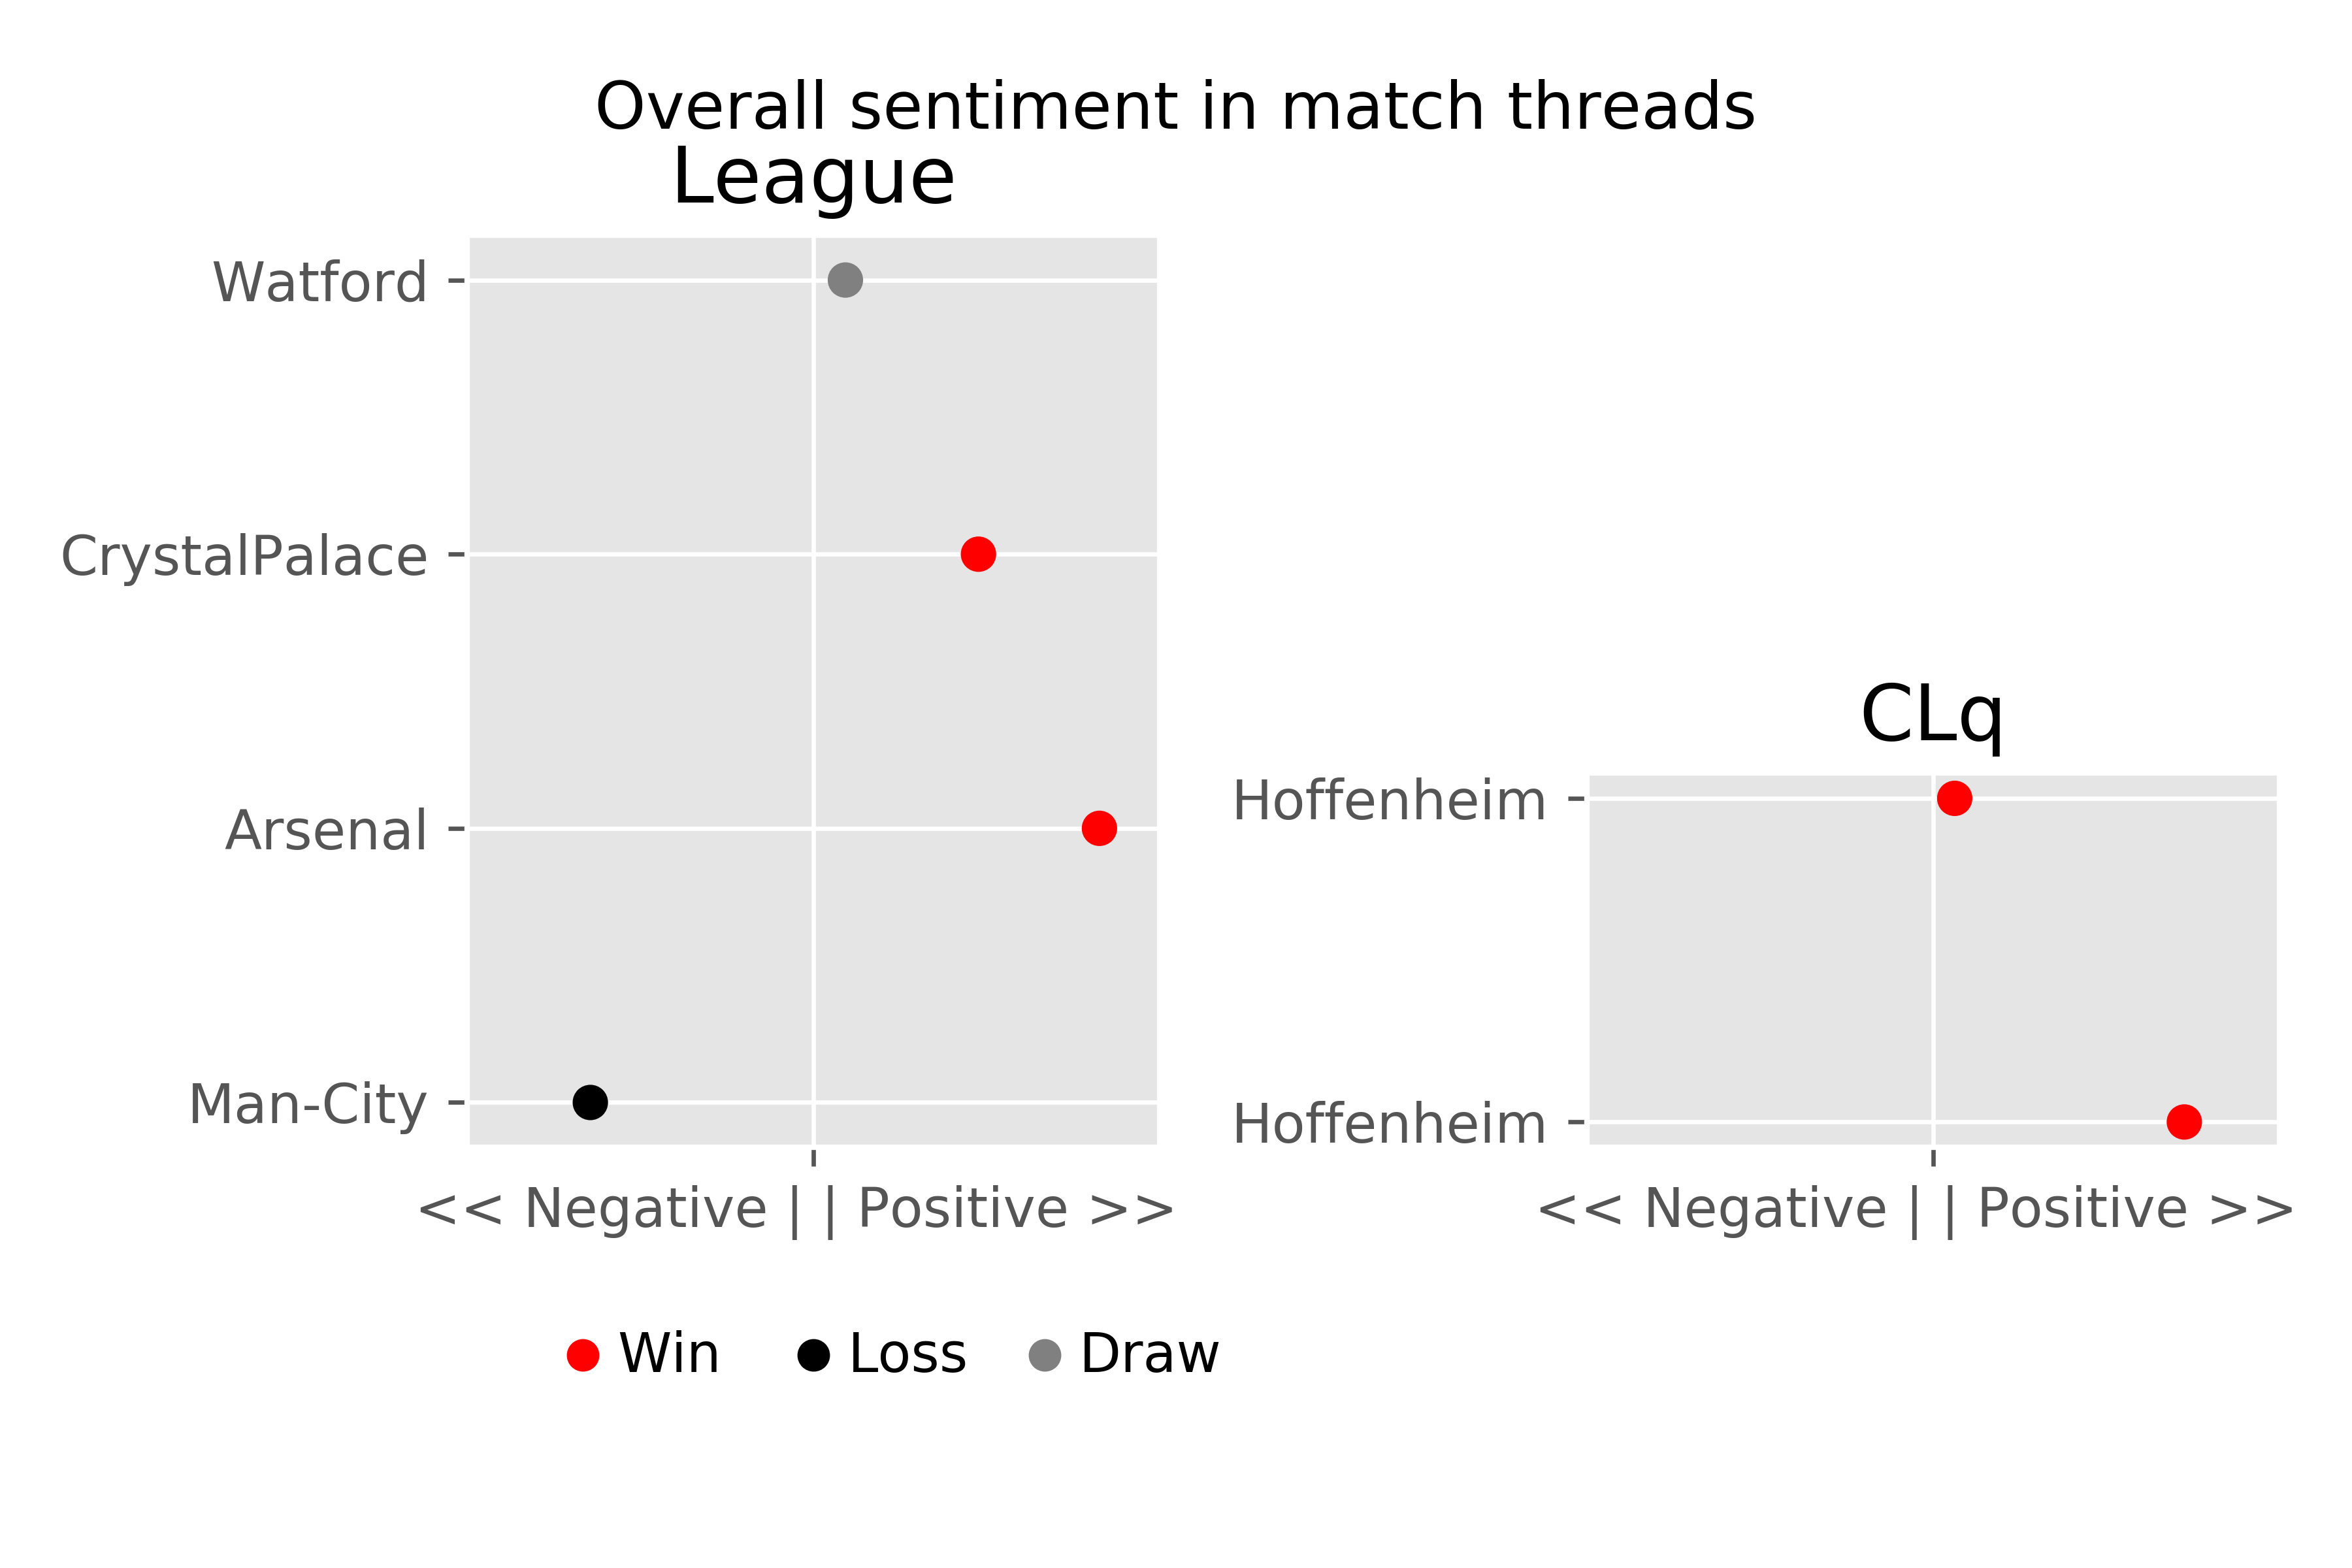 Overall sentiment in match threads
League
Watford
CrystalPalace
Arsenal
Man-City
<< Negative | | Positive >>
CLq
Hoffenheim
Hoffenheim
<< Negative | | Positive >>
Win
Loss
Draw